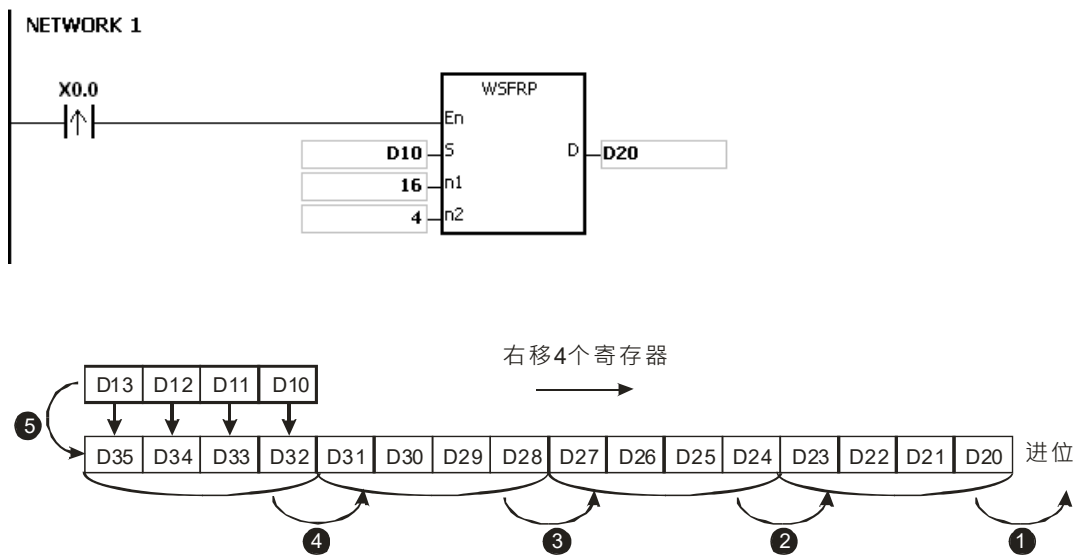 NETWORK 1
X0.0
WSFRP
En
D10 S D D20
16 n1
4 n2
右移4个寄存器
D13 D12 D11 D10
5
D35 D34 D33 D32 D31 D30 D29 D28 D27 D26 D25 D24 D23 D22 D21 D20 进位
4 3 2 1